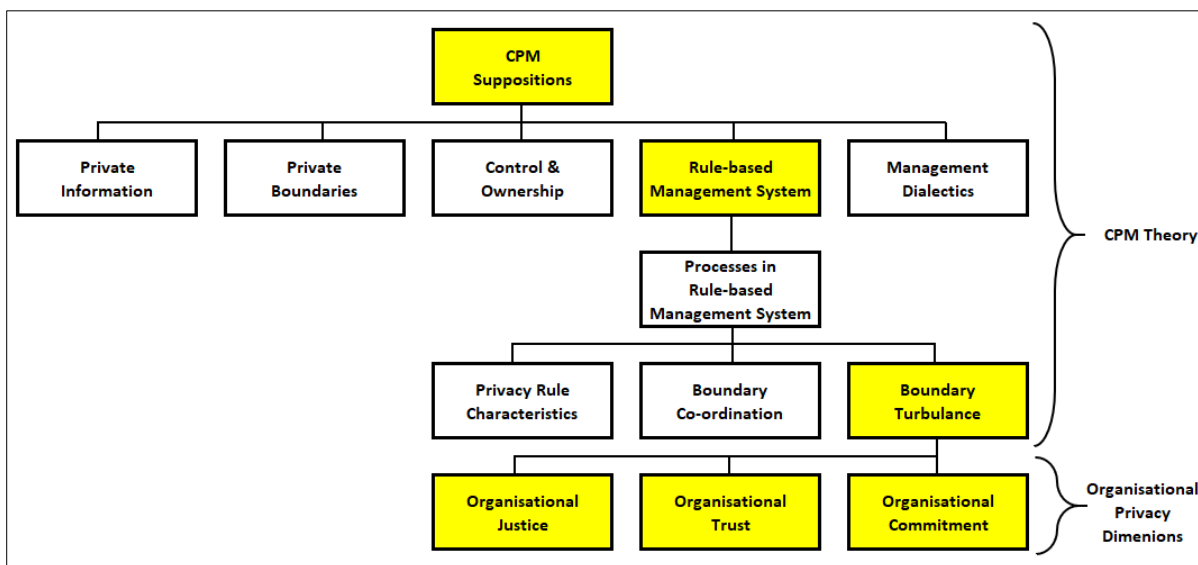 CPM
Suppositions
Private
Information
Private
Boundaries
Control &
Ownership
Rule-based
Management System
Management
Dialectics
CPM Theory
Processes in
Rule-based
Management System
Privacy Rule
Characteristics
Boundary
Co-ordination
Boundary
Turbulance
Organisational
Justice
Organisational
Trust
Organisational
Commitment
Organisational
Privacy
Dimenions